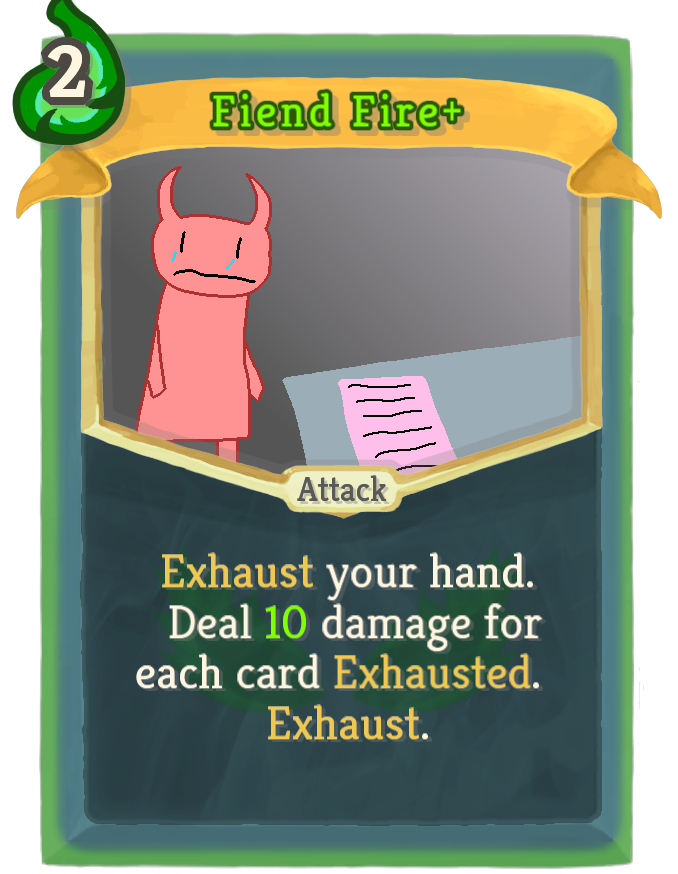 2
Fiend Fire+
Attack
Exhaust your hand.
Deal 10 damage for
each card Exhausted.
Exhaust.